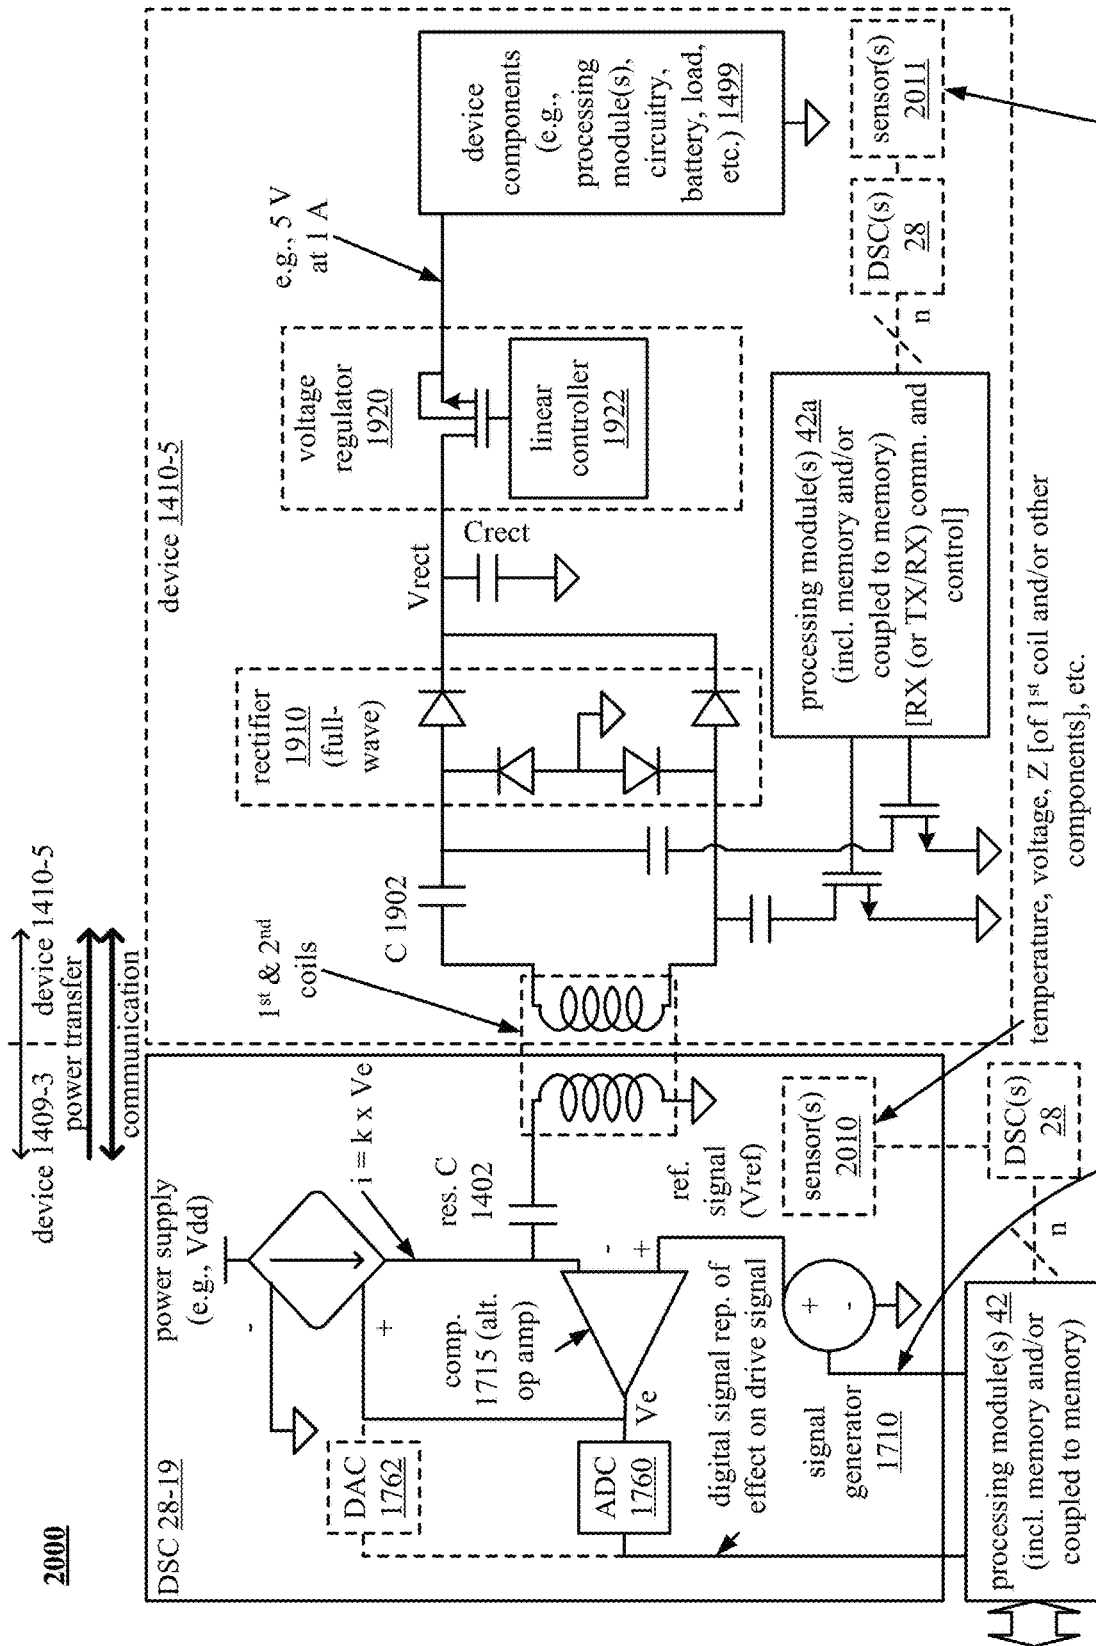 2000
device 1409-3
device 1410-5
power transfer
communication
DSC 28-19
power supply
(e.g., Vdd)
-
+
i = k x Ve
DAC
1762
comp.
1715 (alt.
op amp)
res. C
1402
-
+
Ve
ADC
1760
ref.
signal
(Vref)
digital signal rep. of
effect on drive signal
signal
generator
1710
+
-
sensor(s)
2010
processing module(s) 42
(incl. memory and/or
coupled to memory)
n
DSC(s)
28
temperature, voltage, Z [of 1st coil and/or other
components], etc.
1st & 2nd
coils
device 1410-5
C 1902
rectifier
1910
(full-
wave)
Vrect
Crect
voltage
regulator
1920
linear
controller
1922
e.g., 5 V
at 1 A
device
components
(e.g.,
processing
module(s),
circuitry,
battery, load,
etc.) 1499
processing module(s) 42a
(incl. memory and/or
coupled to memory)
[RX (or TX/RX) comm. and
control]
n
DSC(s)
28
sensor(s)
2011